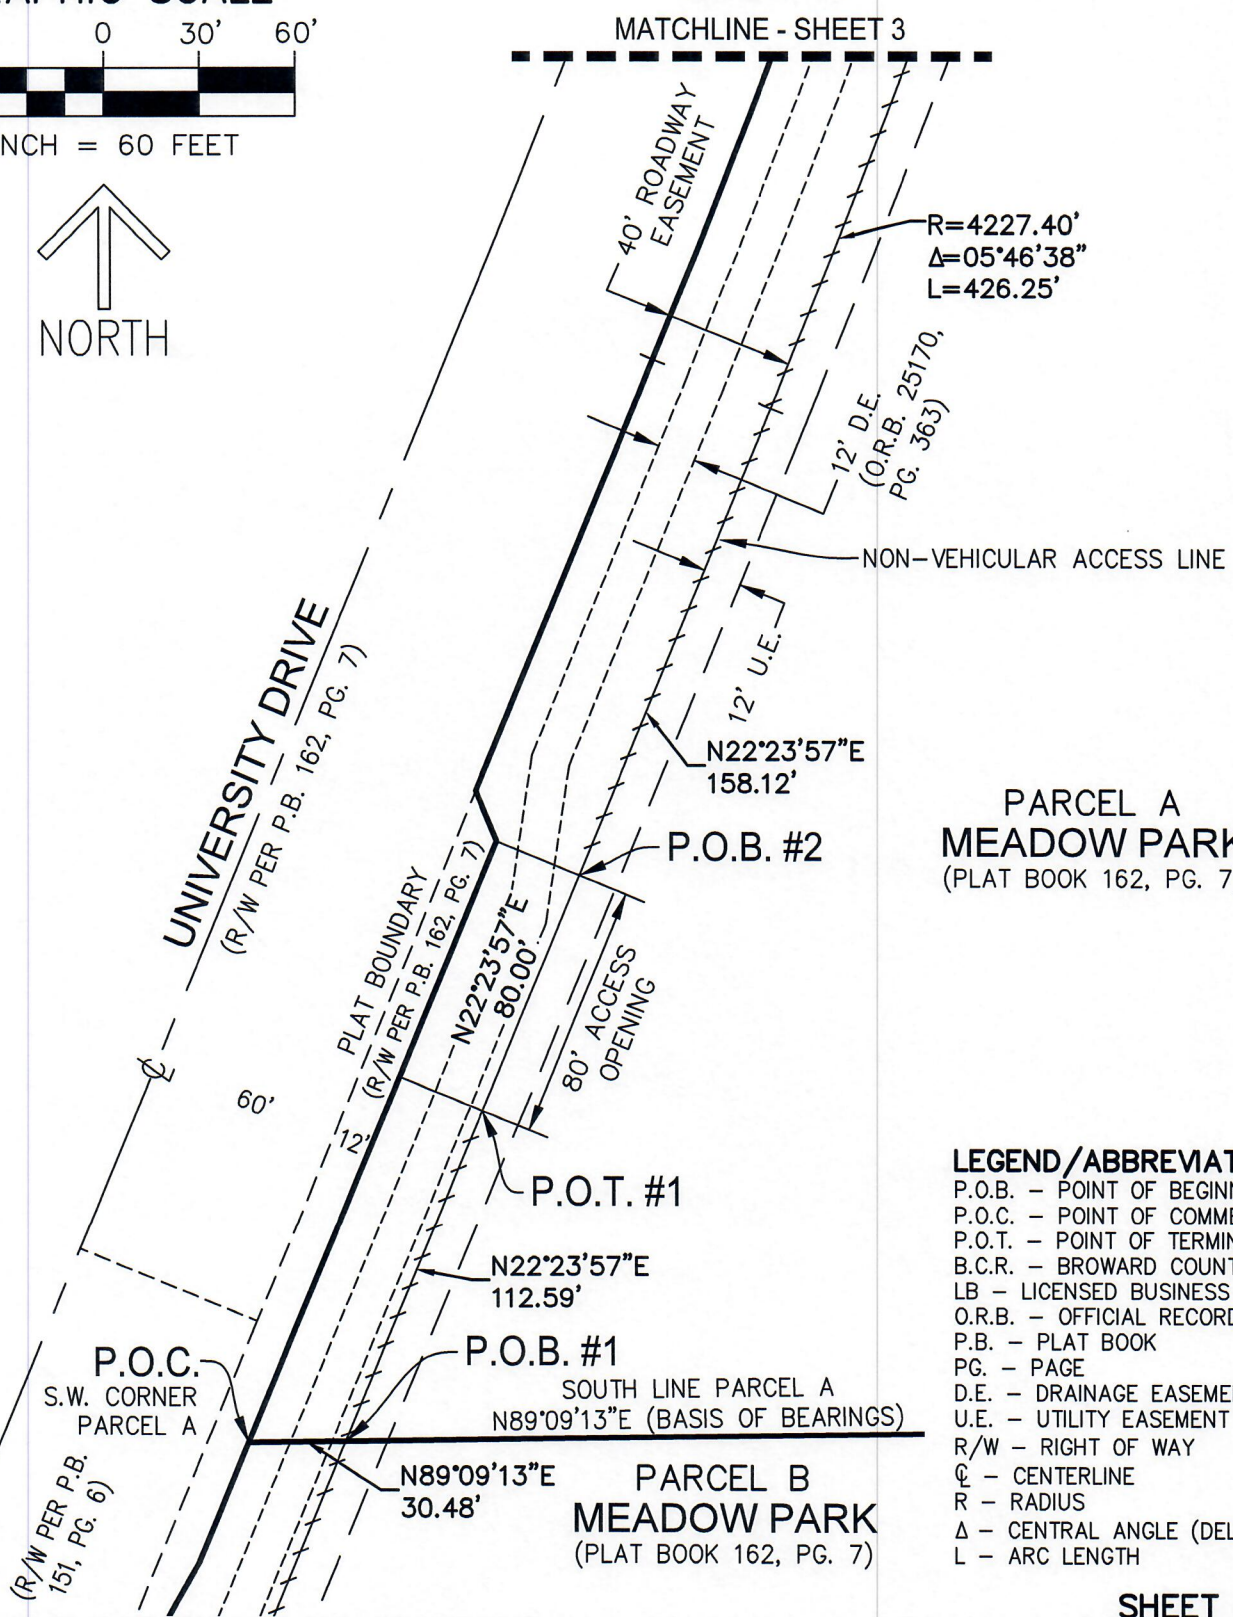 0 30' 60'
NCH = 60 FEET
NORTH
MATCHLINE - SHEET 3
40' ROADWAY
EASEMENT
R=4227.40'
Δ=05°46'38"
L=426.25'
12' D.E.
(O.R.B. 25170,
PG. 363)
NON-VEHICULAR ACCESS LINE
12' U.E.
UNIVERSITY DRIVE
(R/W PER P.B. 162, PG. 7)
N22°23'57"E
158.12'
PARCEL A
MEADOW PARK
(PLAT BOOK 162, PG. 7
P.O.B. #2
PLAT BOUNDARY
(R/W PER P.B. 162, PG. 7)
N22°23'57"E
80.00'
80' ACCESS
OPENING
℄
60'
12'
P.O.T. #1
N22°23'57"E
112.59'
P.O.B. #1
P.O.C.
S.W. CORNER
PARCEL A
SOUTH LINE PARCEL A
N89°09'13"E (BASIS OF BEARINGS)
N89°09'13"E
30.48'
PARCEL B
MEADOW PARK
(PLAT BOOK 162, PG. 7)
(R/W PER P.B.
151, PG. 6)
LEGEND/ABBREVIAT
P.O.B. – POINT OF BEGINN
P.O.C. – POINT OF COMME
P.O.T. – POINT OF TERMIN
B.C.R. – BROWARD COUNT
LB – LICENSED BUSINESS
O.R.B. – OFFICIAL RECORD
P.B. – PLAT BOOK
PG. – PAGE
D.E. – DRAINAGE EASEME
U.E. – UTILITY EASEMENT
R/W – RIGHT OF WAY
℄ – CENTERLINE
R – RADIUS
Δ – CENTRAL ANGLE (DEL
L – ARC LENGTH
SHEET